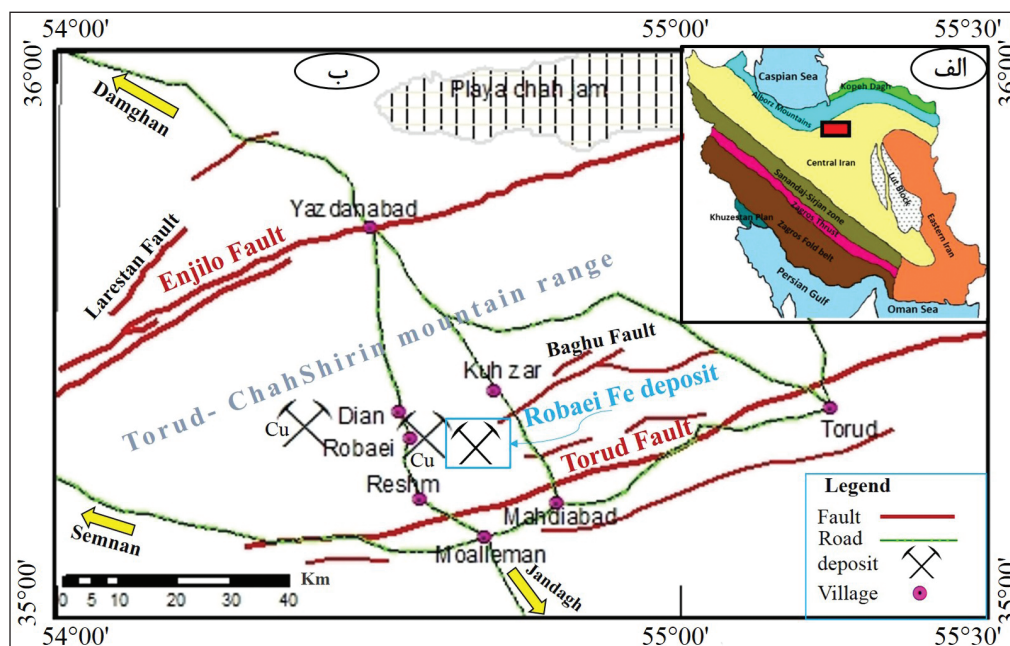 54°00'
55°00'
55°30'
36°00'
36°00'
ب
الف
Damghan
Playa chah jam
Caspian Sea
Kopeh Dagh
Alborz Mountains
Central Iran
Lut Block
Sanandaj-Sirjan zone
Zagros Thrust
Khuzestan Plan
Zagros Fold belt
Eastern Iran
Persian Gulf
Oman Sea
Yazdanabad
Larestan Fault
Enjilo Fault
Torud- ChahShirin mountain range
Baghu Fault
Kuh zar
Robaei Fe deposit
Cu
Dian
Robaei
Cu
Torud Fault
Torud
Reshm
Mahdiabad
Semnan
Moalleman
Jandagh
Legend
Fault
Road
deposit
Village
Km
0 5 10 20 30 40
35°00'
35°00'
54°00'
55°00'
55°30'